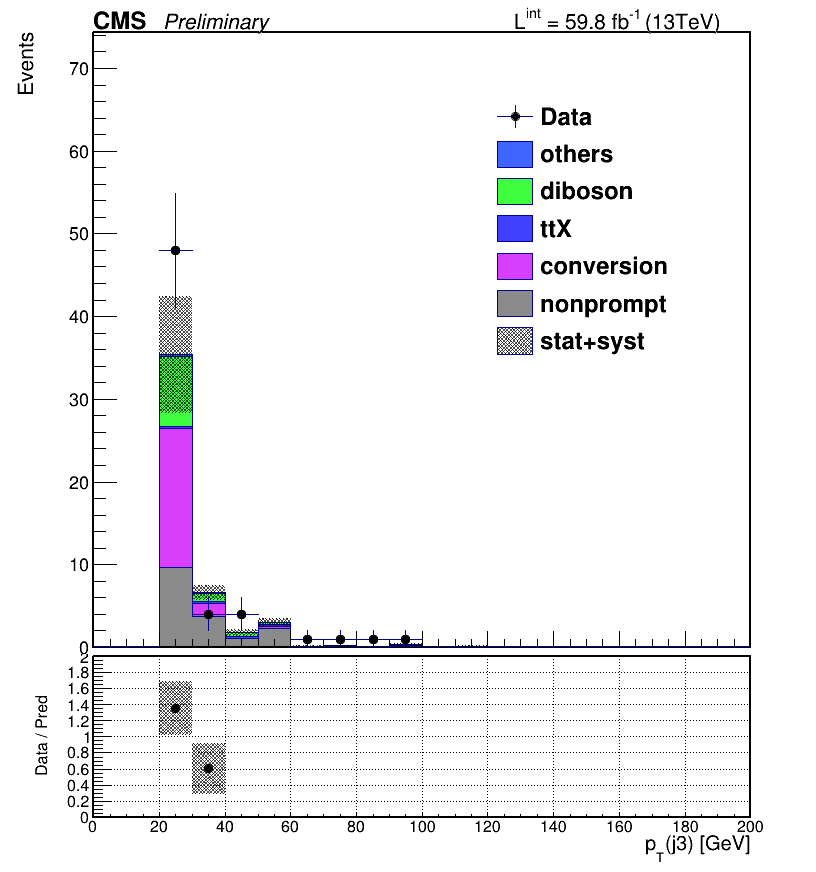 CMS Preliminary L^int = 59.8 fb^-1 (13TeV)
Events
70
60
50
40
30
20
10
0
Data
others
diboson
ttX
conversion
nonprompt
stat+syst
Data / Pred
2
1.8
1.6
1.4
1.2
1
0.8
0.6
0.4
0.2
0
0 20 40 60 80 100 120 140 160 180 200
p_T(j3) [GeV]